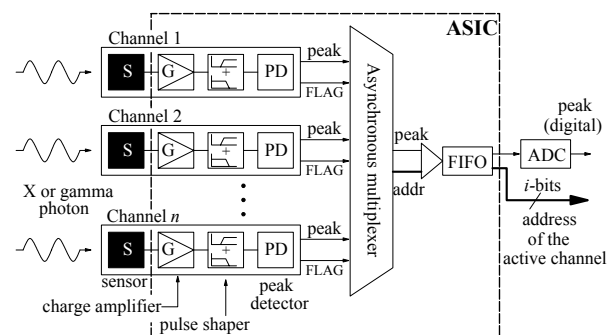 ASIC
Channel 1
S G + PD
peak
FLAG
Channel 2
S G + PD
peak
FLAG
X or gamma
photon
Channel n
S G + PD
peak
FLAG
sensor
charge amplifier
pulse shaper
peak
detector
Asynchronous multiplexer
peak
addr
FIFO
ADC
peak
(digital)
i-bits
address
of the
active channel